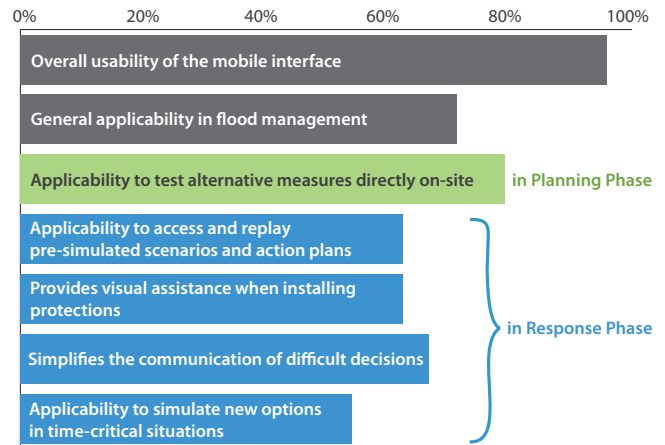 0% 20% 40% 60% 80% 100%
Overall usability of the mobile interface
General applicability in flood management
Applicability to test alternative measures directly on-site in Planning Phase
Applicability to access and replay
pre-simulated scenarios and action plans
Provides visual assistance when installing
protections
in Response Phase
Simplifies the communication of difficult decisions
Applicability to simulate new options
in time-critical situations